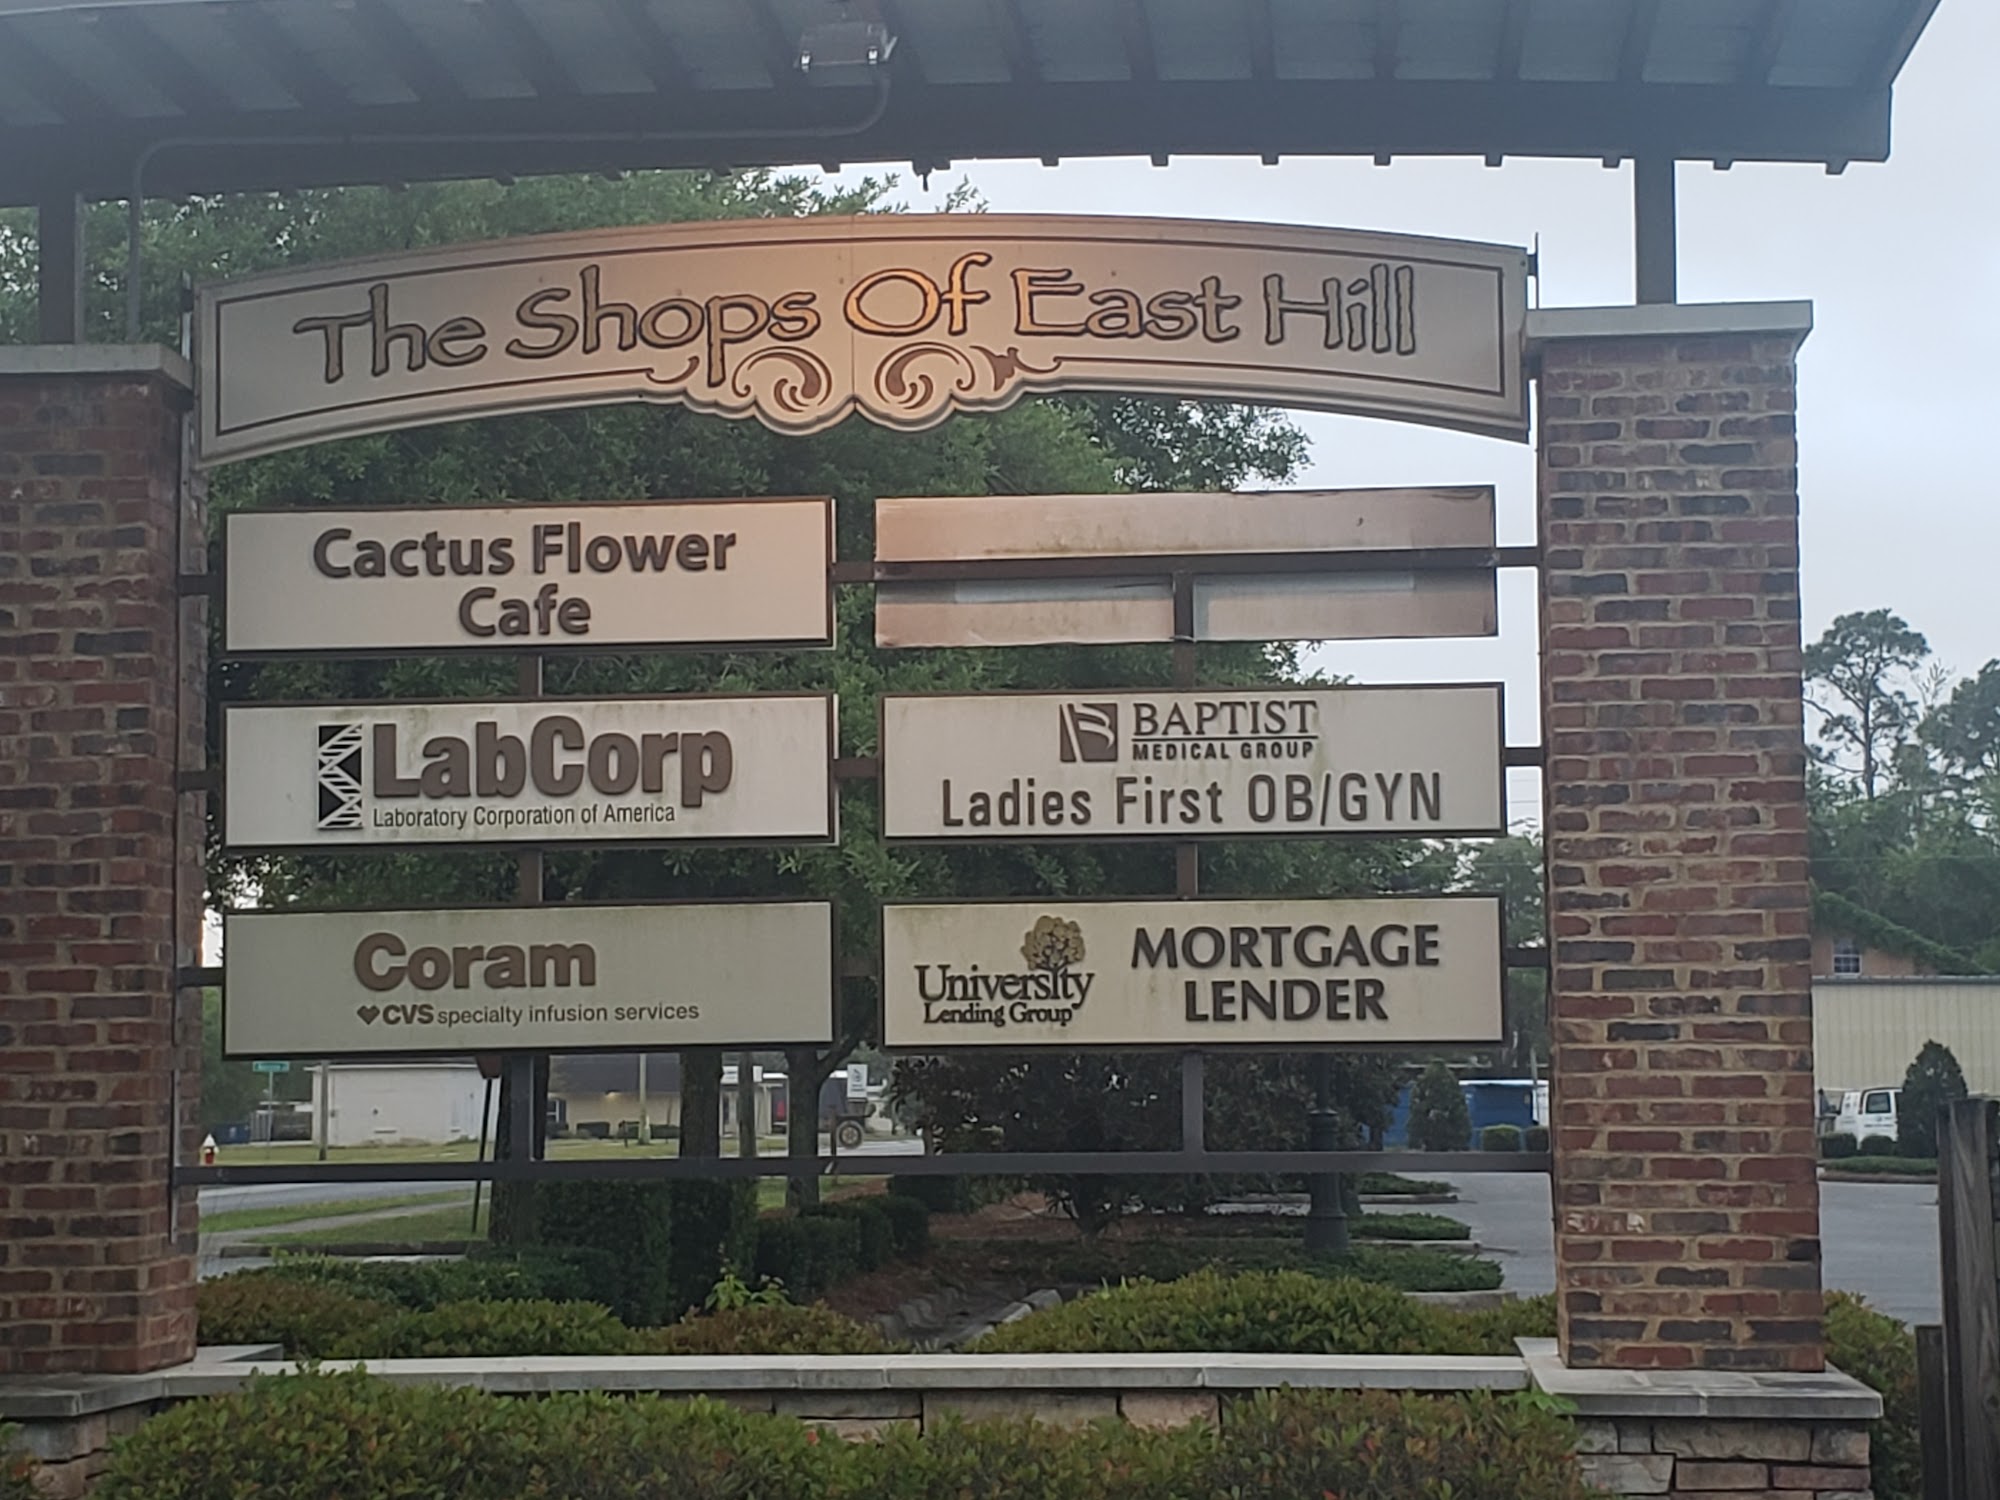 The Shops Of East Hill
Cactus Flower
Cafe
LabCorp
Laboratory Corporation of America
BAPTIST
MEDICAL GROUP
Ladies First OB/GYN
Coram
CVS specialty infusion services
University
Lending Group
MORTGAGE
LENDER